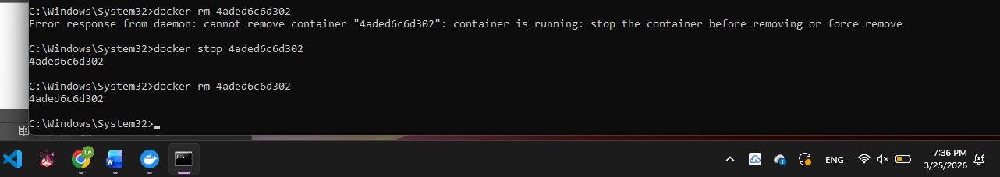 C:\Windows\System32>docker rm 4aded6c6d302
Error response from daemon: cannot remove container "4aded6c6d302": container is running: stop the container before removing or force remove
C:\Windows\System32>docker stop 4aded6c6d302
4aded6c6d302
C:\Windows\System32>docker rm 4aded6c6d302
4aded6c6d302
C:\Windows\System32>
Lê
W
C:\_
ENG
7:36 PM
3/25/2026